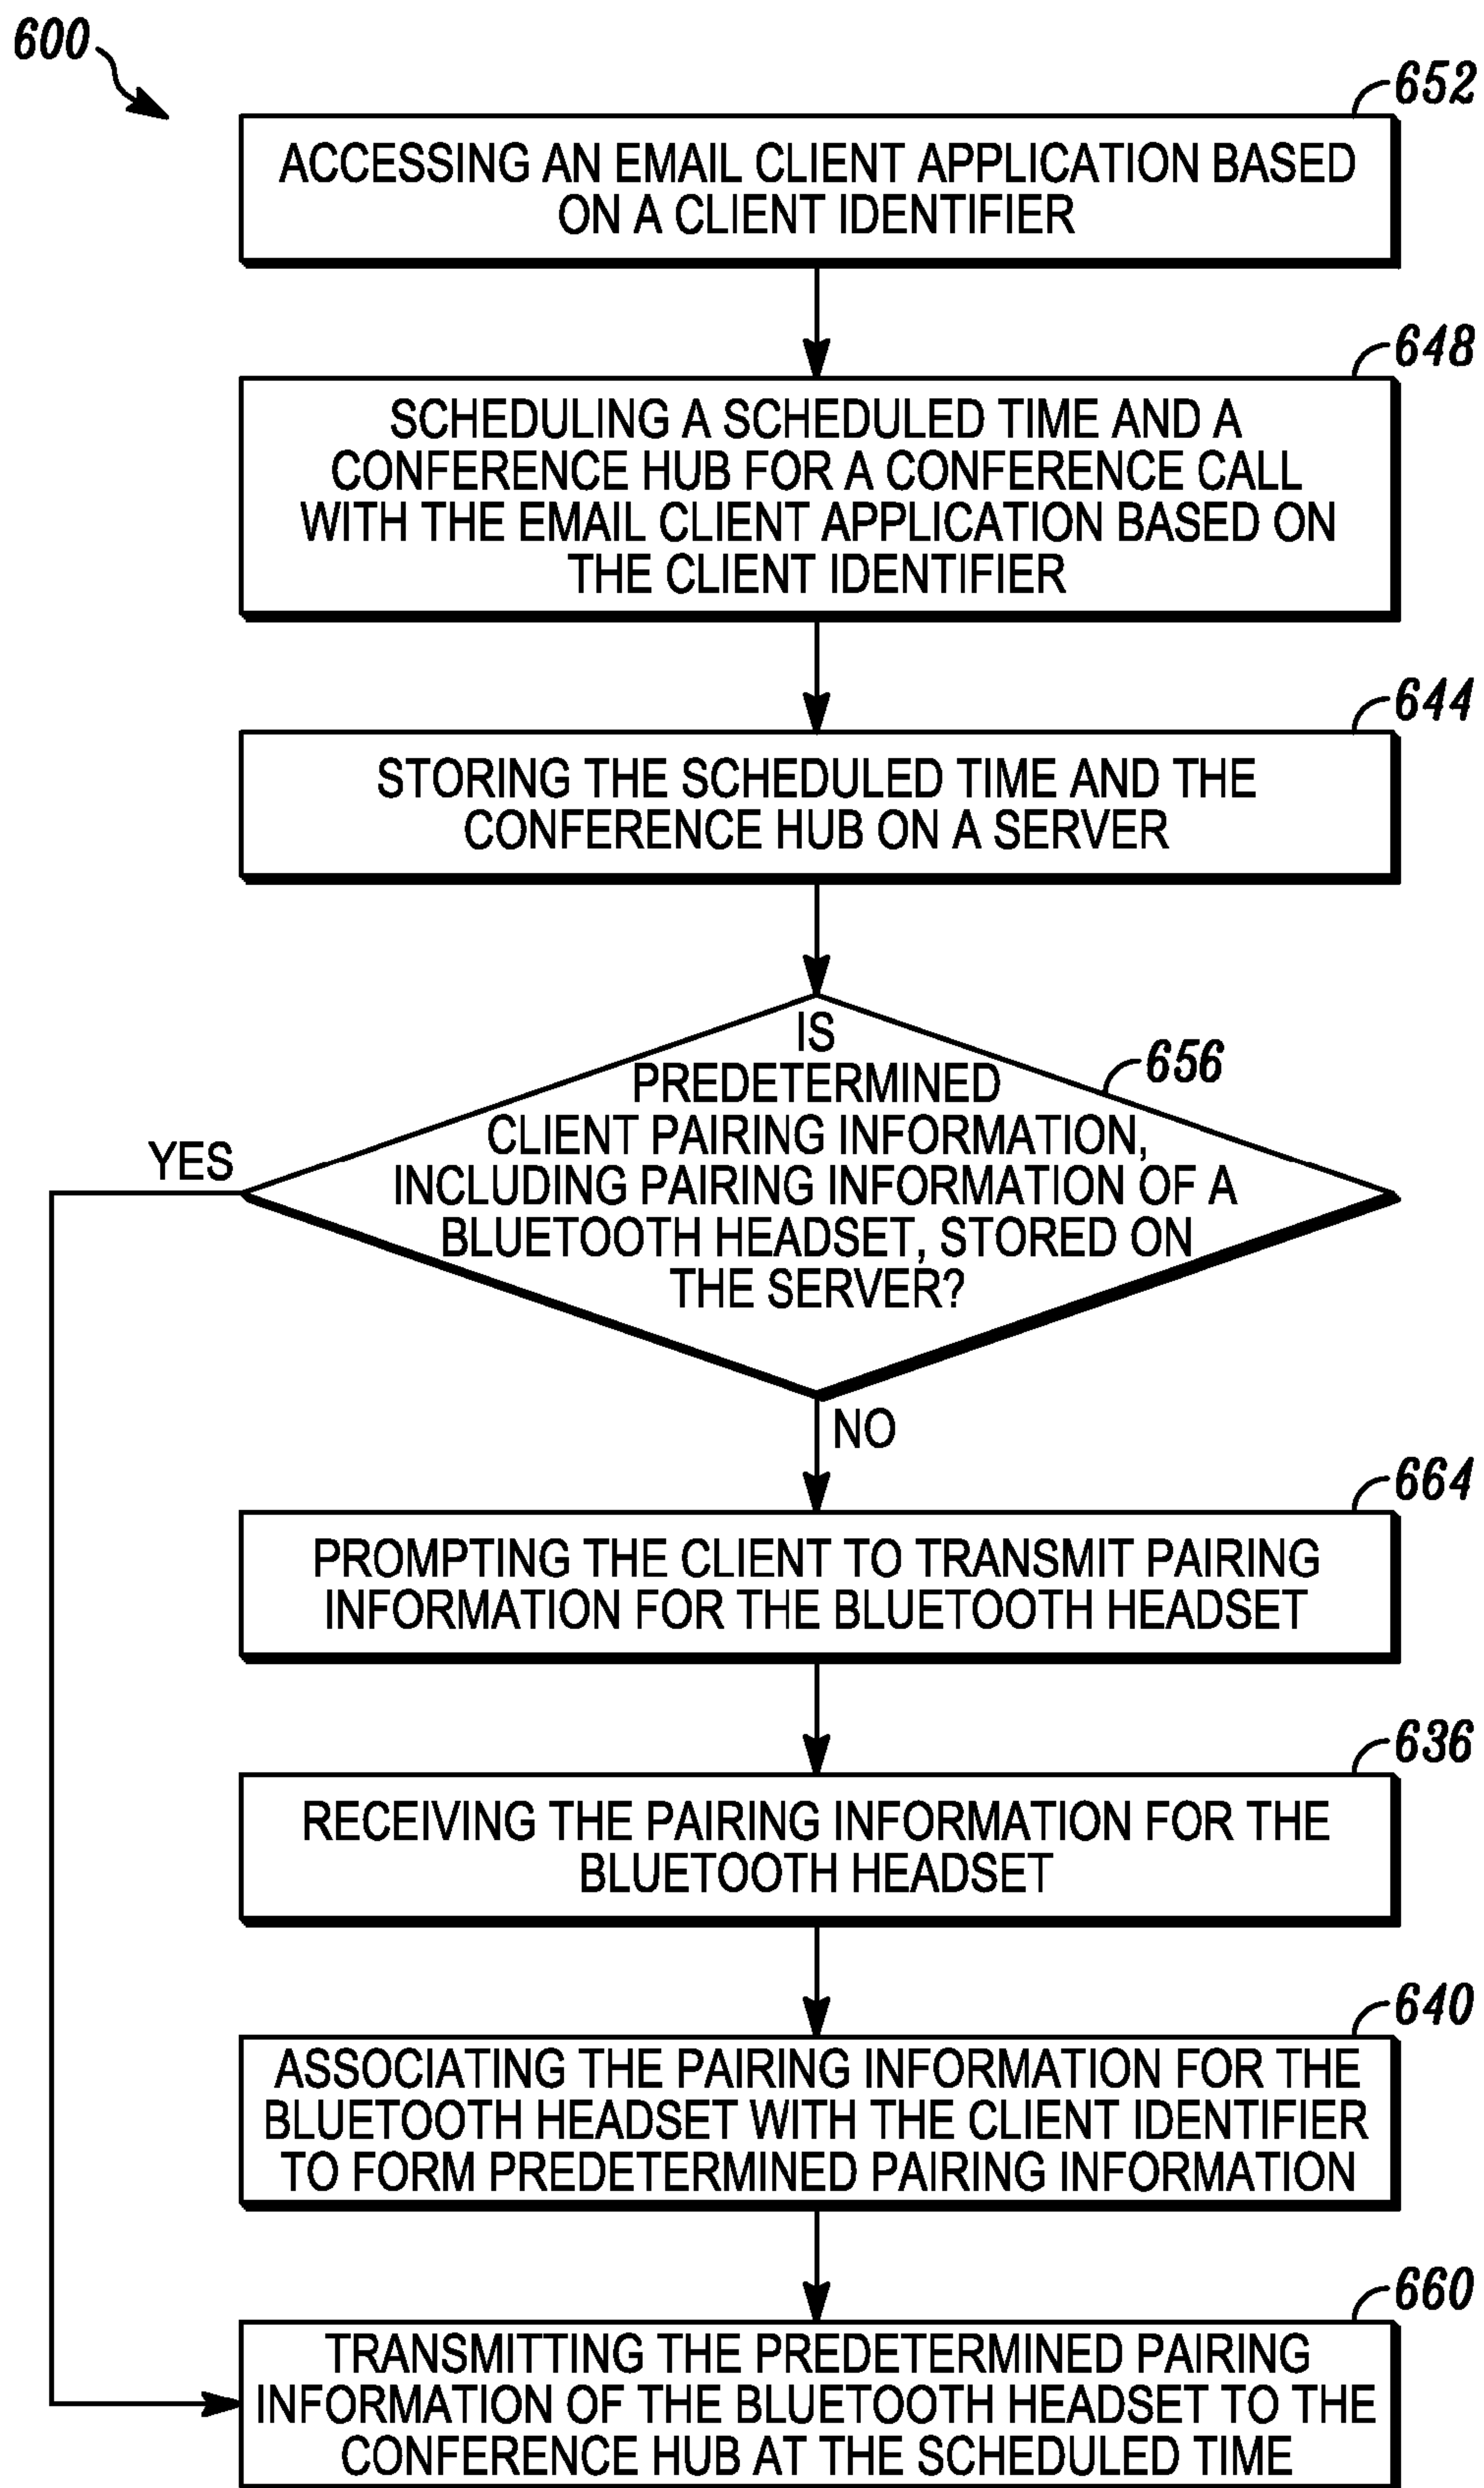 600
652
ACCESSING AN EMAIL CLIENT APPLICATION BASED
ON A CLIENT IDENTIFIER
648
SCHEDULING A SCHEDULED TIME AND A
CONFERENCE HUB FOR A CONFERENCE CALL
WITH THE EMAIL CLIENT APPLICATION BASED ON
THE CLIENT IDENTIFIER
644
STORING THE SCHEDULED TIME AND THE
CONFERENCE HUB ON A SERVER
656
IS
PREDETERMINED
CLIENT PAIRING INFORMATION,
INCLUDING PAIRING INFORMATION OF A
BLUETOOTH HEADSET, STORED ON
THE SERVER?
YES
NO
664
PROMPTING THE CLIENT TO TRANSMIT PAIRING
INFORMATION FOR THE BLUETOOTH HEADSET
636
RECEIVING THE PAIRING INFORMATION FOR THE
BLUETOOTH HEADSET
640
ASSOCIATING THE PAIRING INFORMATION FOR THE
BLUETOOTH HEADSET WITH THE CLIENT IDENTIFIER
TO FORM PREDETERMINED PAIRING INFORMATION
660
TRANSMITTING THE PREDETERMINED PAIRING
INFORMATION OF THE BLUETOOTH HEADSET TO THE
CONFERENCE HUB AT THE SCHEDULED TIME